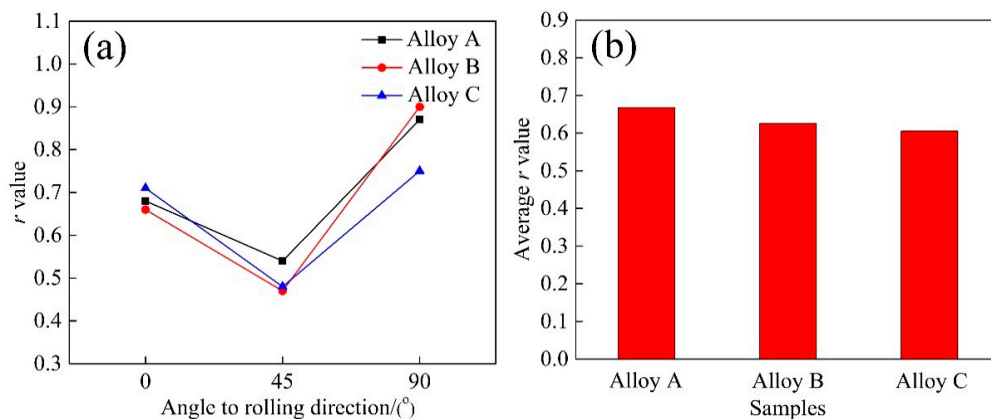 (a)
Alloy A
Alloy B
Alloy C
1.1
1.0
0.9
0.8
0.7
0.6
0.5
0.4
0.3
r value
0
45
90
Angle to rolling direction/(°)
(b)
0.9
0.8
0.7
0.6
0.5
0.4
0.3
0.2
0.1
0.0
Average r value
Alloy A
Alloy B
Alloy C
Samples